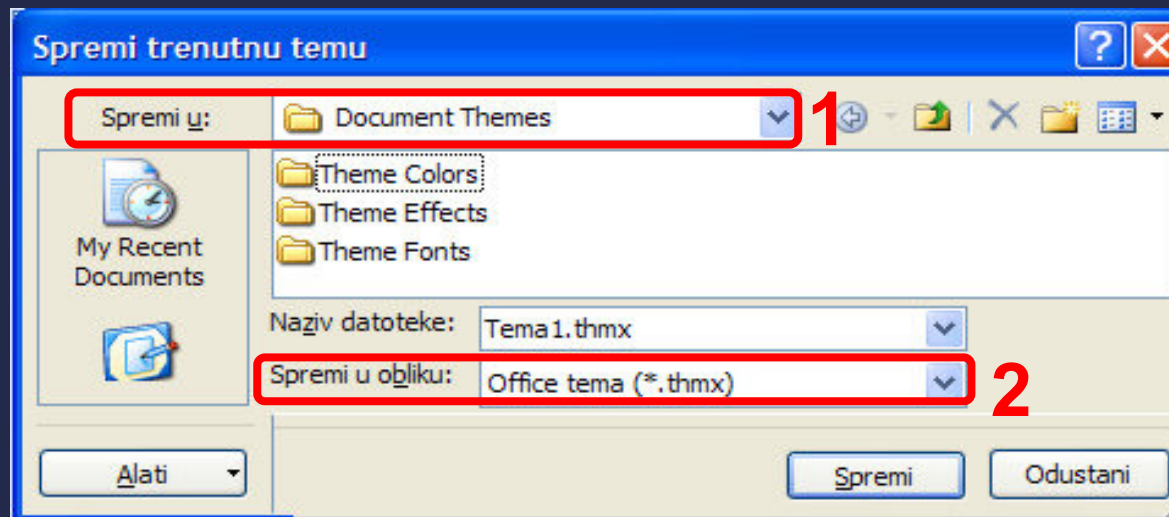 Spremi trenutnu temu
Spremi u: Document Themes 1
Theme Colors
Theme Effects
Theme Fonts
My Recent
Documents
Naziv datoteke: Tema1.thmx
Spremi u obliku: Office tema (*.thmx) 2
Alati Spremi Odustani